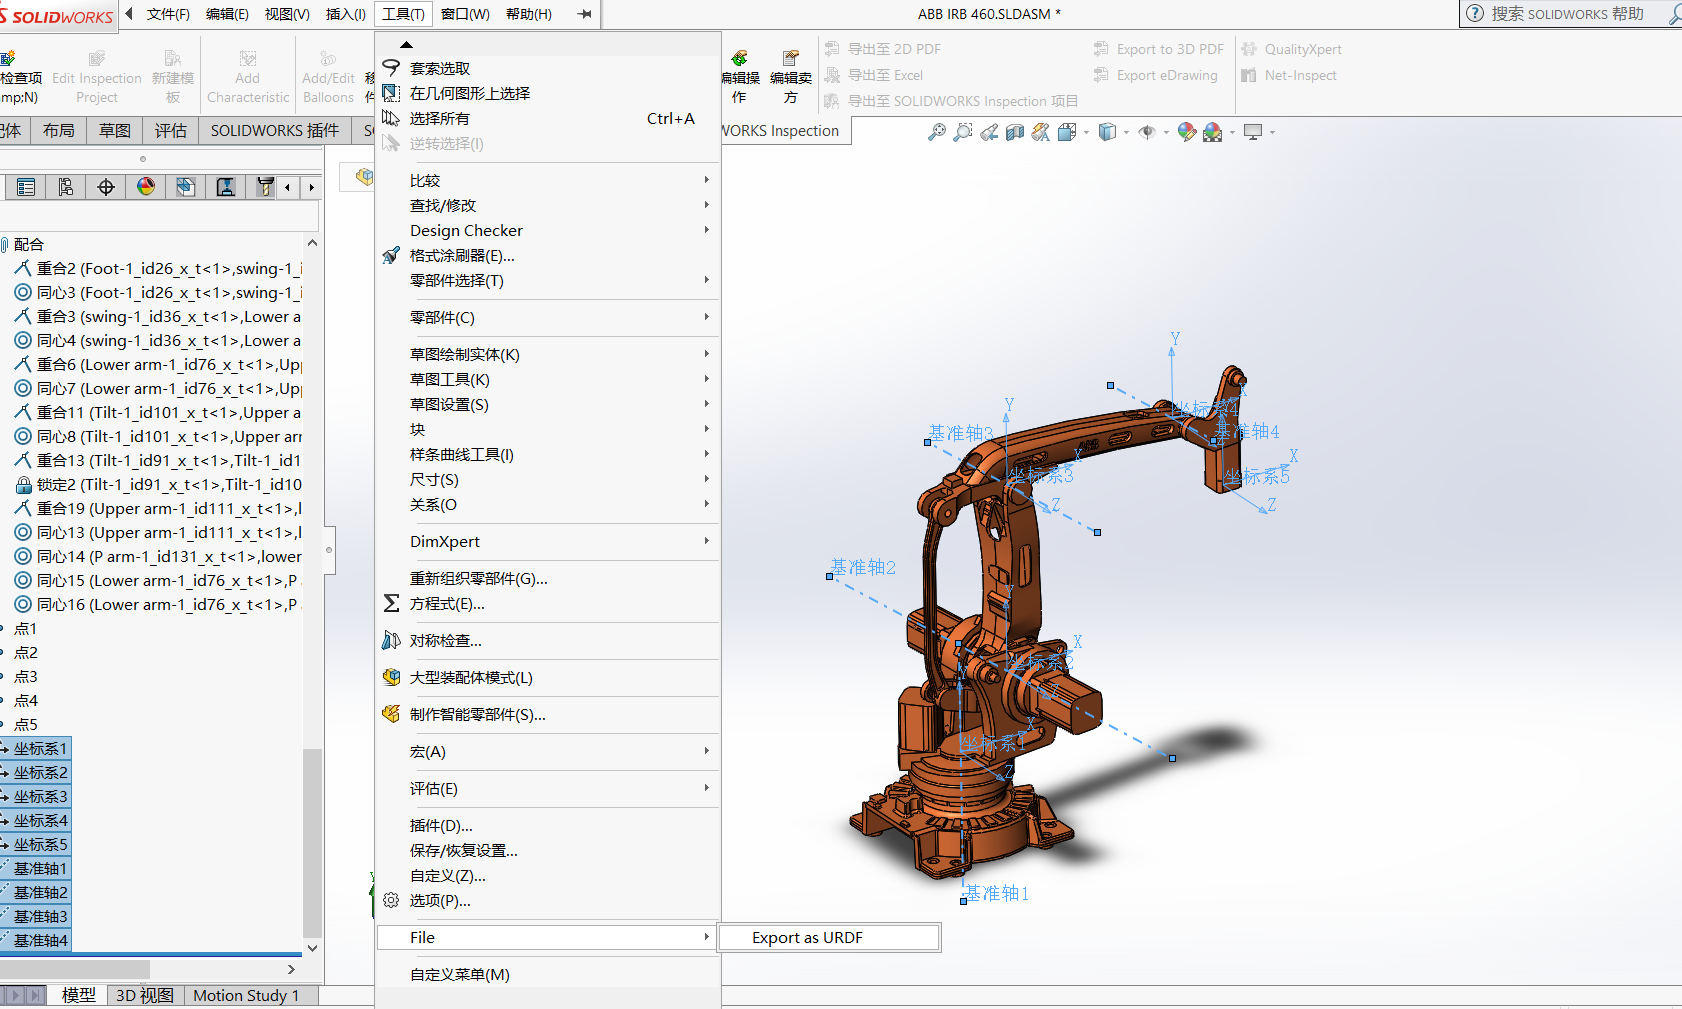 SOLIDWORKS
文件(F) 编辑(E) 视图(V) 插入(I) 工具(T) 窗口(W) 帮助(H)
ABB IRB 460.SLDASM *
搜索 SOLIDWORKS 帮助
检查项
mp;N)
Edit Inspection
Project
新建模
板
Add
Characteristic
Add/Edit
Balloons
移
件
编辑操
作
编辑卖
方
导出至 2D PDF
导出至 Excel
导出至 SOLIDWORKS Inspection 项目
Export to 3D PDF
Export eDrawing
QualityXpert
Net-Inspect
配体 布局 草图 评估 SOLIDWORKS 插件 S
WORKS Inspection
配合
重合2 (Foot-1_id26_x_t<1>,swing-1_i
同心3 (Foot-1_id26_x_t<1>,swing-1_i
重合3 (swing-1_id36_x_t<1>,Lower a
同心4 (swing-1_id36_x_t<1>,Lower a
重合6 (Lower arm-1_id76_x_t<1>,Up
同心7 (Lower arm-1_id76_x_t<1>,Up
重合11 (Tilt-1_id101_x_t<1>,Upper a
同心8 (Tilt-1_id101_x_t<1>,Upper arr
重合13 (Tilt-1_id91_x_t<1>,Tilt-1_id1
锁定2 (Tilt-1_id91_x_t<1>,Tilt-1_id10
重合19 (Upper arm-1_id111_x_t<1>,l
同心13 (Upper arm-1_id111_x_t<1>,l
同心14 (P arm-1_id131_x_t<1>,lower
同心15 (Lower arm-1_id76_x_t<1>,P
同心16 (Lower arm-1_id76_x_t<1>,P
点1
点2
点3
点4
点5
坐标系1
坐标系2
坐标系3
坐标系4
坐标系5
基准轴1
基准轴2
基准轴3
基准轴4
模型 3D 视图 Motion Study 1
套索选取
在几何图形上选择
选择所有 Ctrl+A
逆转选择(I)
比较
查找/修改
Design Checker
格式涂刷器(E)...
零部件选择(T)
零部件(C)
草图绘制实体(K)
草图工具(K)
草图设置(S)
块
样条曲线工具(I)
尺寸(S)
关系(O
DimXpert
重新组织零部件(G)...
方程式(E)...
对称检查...
大型装配体模式(L)
制作智能零部件(S)...
宏(A)
评估(E)
插件(D)...
保存/恢复设置...
自定义(Z)...
选项(P)...
File
Export as URDF
自定义菜单(M)
Y
X
坐标系4
基准轴4
Y
基准轴3
X
坐标系3
Z
X
坐标系5
Z
基准轴2
Y
X
坐标系2
Z
Y
X
坐标系1
Z
基准轴1
ABB
Y